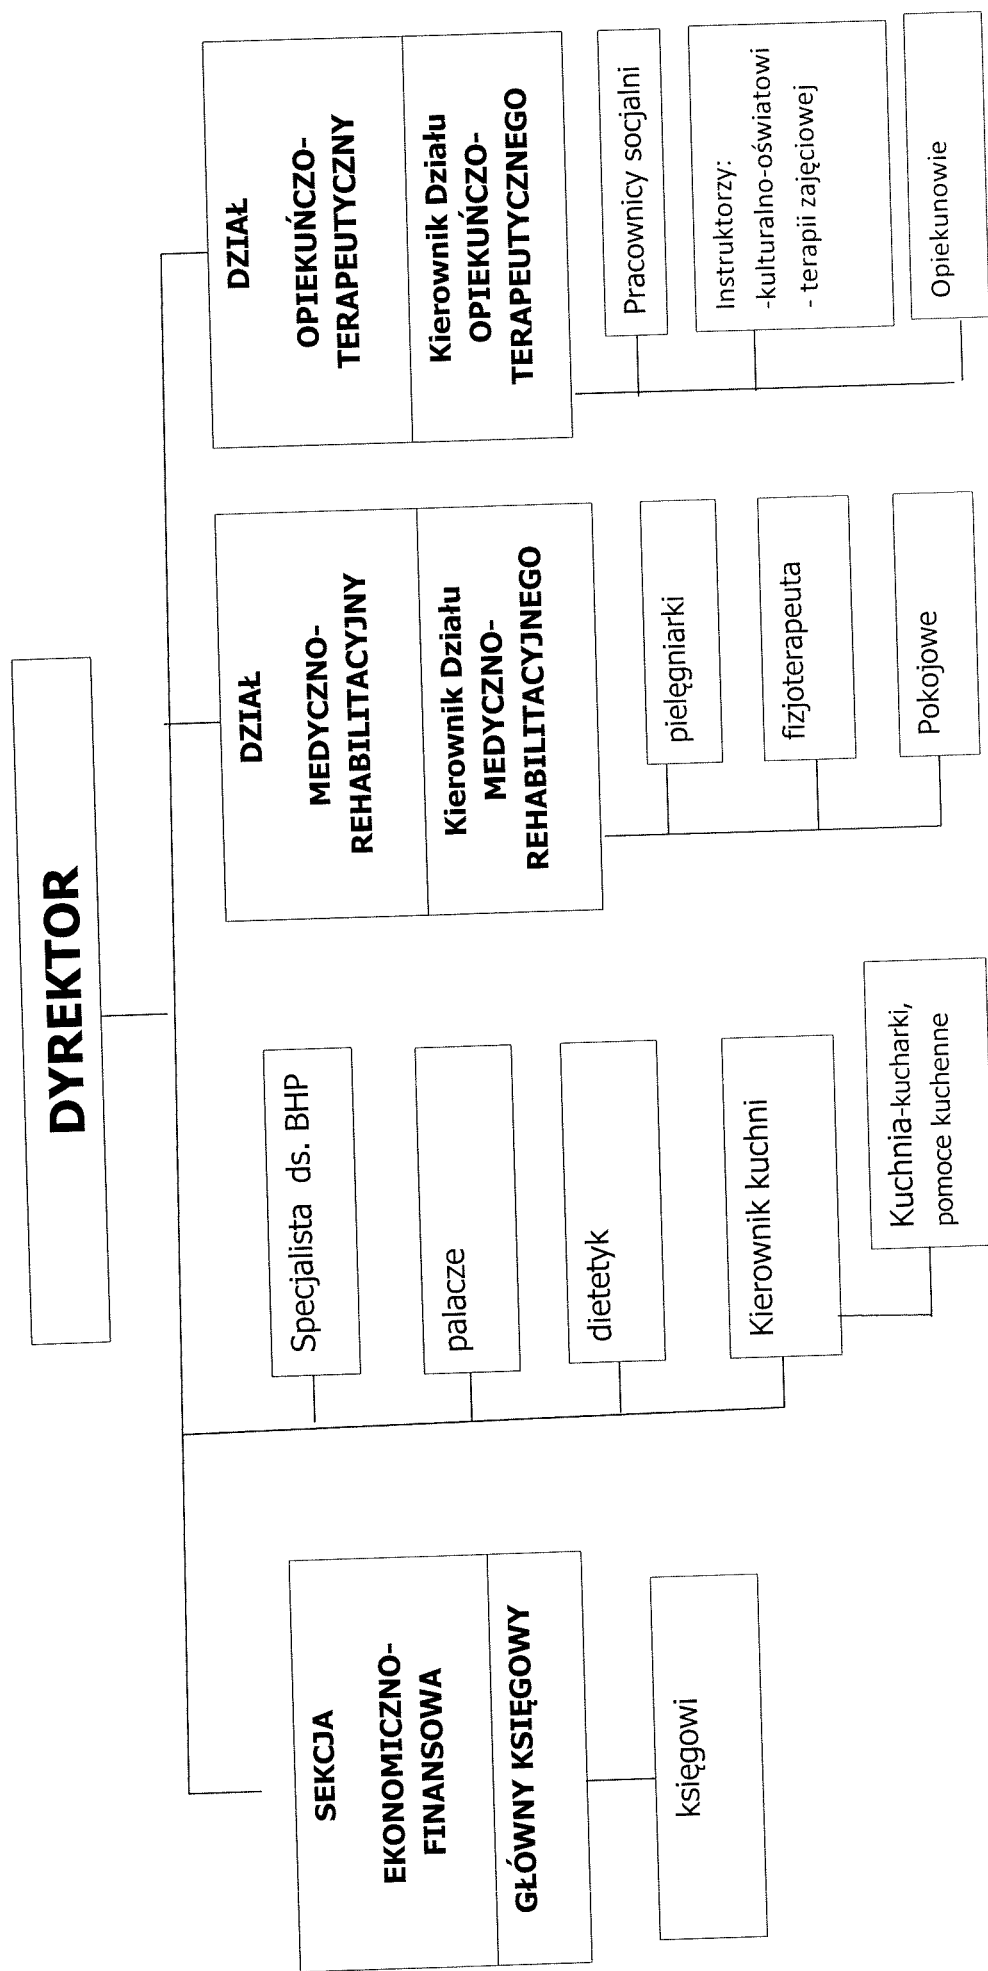 DYREKTOR
SEKCJA
EKONOMICZNO-
FINANSOWA
GŁÓWNY KSIĘGOWY
księgowi
Specjalista ds. BHP
palacze
dietetyk
Kierownik kuchni
Kuchnia-kucharki,
pomoce kuchenne
DZIAŁ
MEDYCZNO-
REHABILITACYJNY
Kierownik Działu
MEDYCZNO-
REHABILITACYJNEGO
pielęgniarki
fizjoterapeuta
Pokojowe
DZIAŁ
OPIEKUŃCZO-
TERAPEUTYCZNY
Kierownik Działu
OPIEKUŃCZO-
TERAPEUTYCZNEGO
Pracownicy socjalni
Instruktorzy:
-kulturalno-oświatowi
- terapii zajęciowej
Opiekunowie